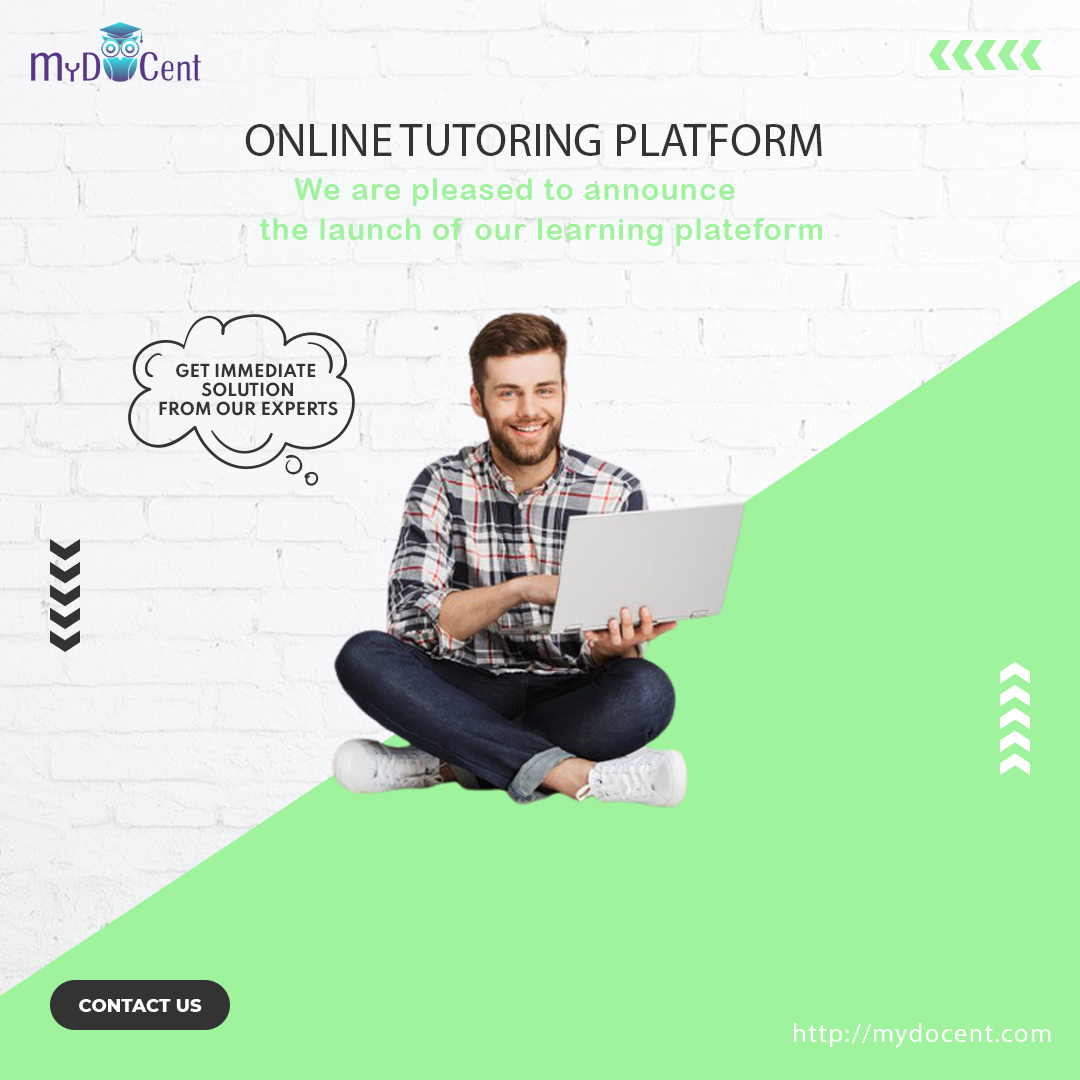 MyDoCent
ONLINE TUTORING PLATFORM
We are pleased to announce
the launch of our learning plateform
GET IMMEDIATE
SOLUTION
FROM OUR EXPERTS
CONTACT US
http://mydocent.com